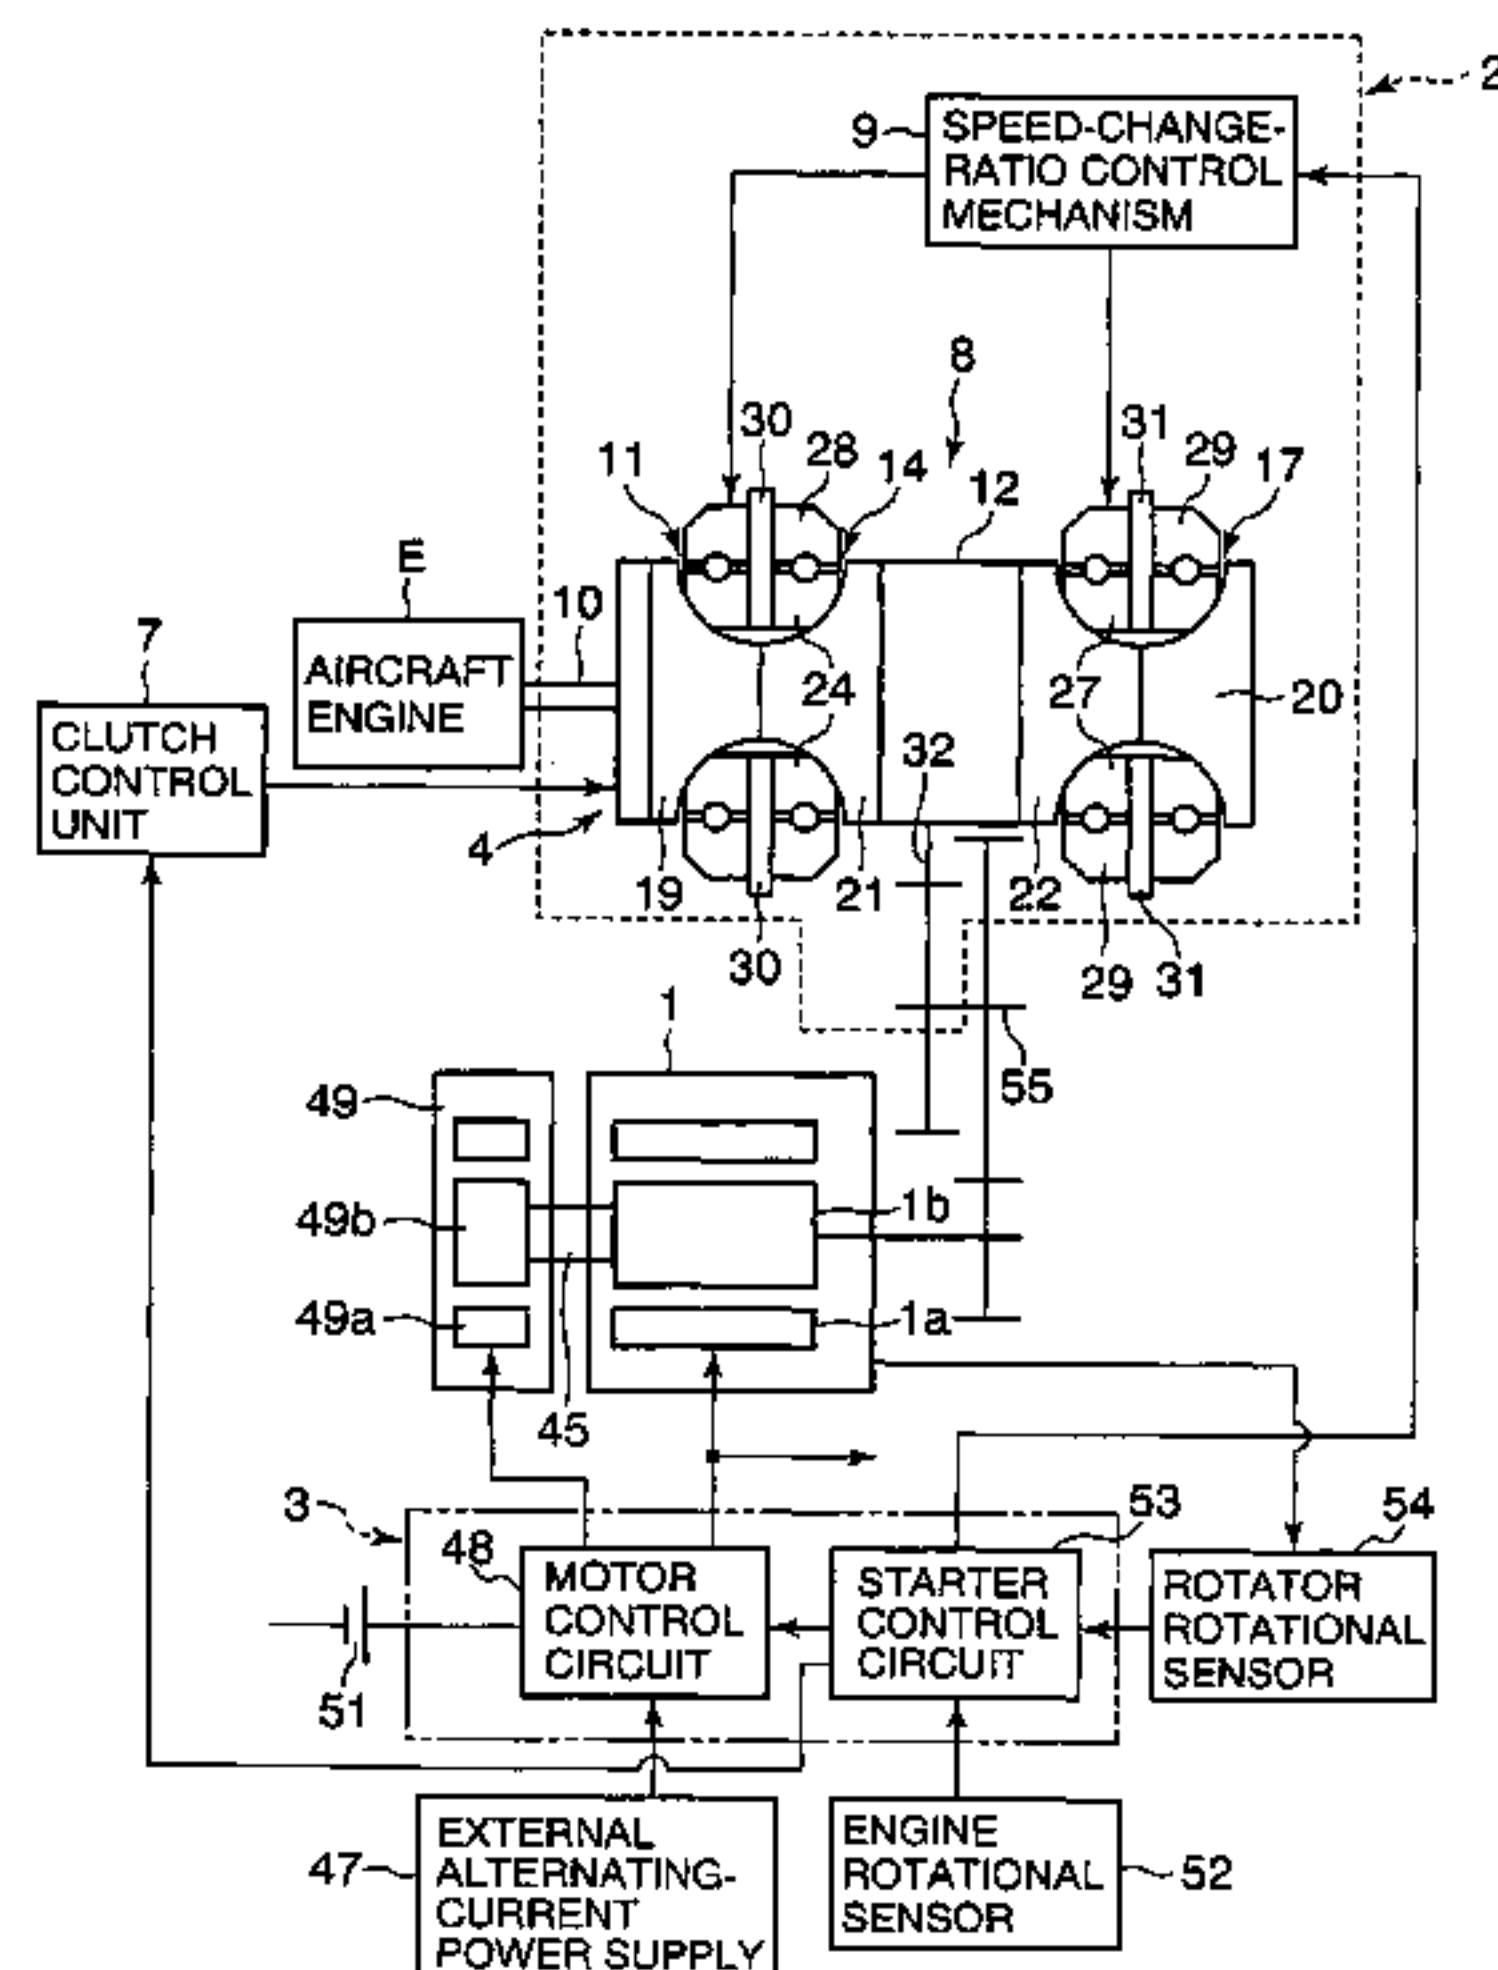 2
9
SPEED-CHANGE-
RATIO CONTROL
MECHANISM
8
30
31
11
28
14
12
29
17
E
10
7
AIRCRAFT
ENGINE
24
27
20
CLUTCH
CONTROL
UNIT
32
4
19
21
22
30
29
31
1
55
49
49b
1b
49a
1a
45
3
53
54
48
MOTOR
CONTROL
CIRCUIT
STARTER
CONTROL
CIRCUIT
ROTATOR
ROTATIONAL
SENSOR
51
47
EXTERNAL
ALTERNATING-
CURRENT
POWER SUPPLY
ENGINE
ROTATIONAL
SENSOR
52